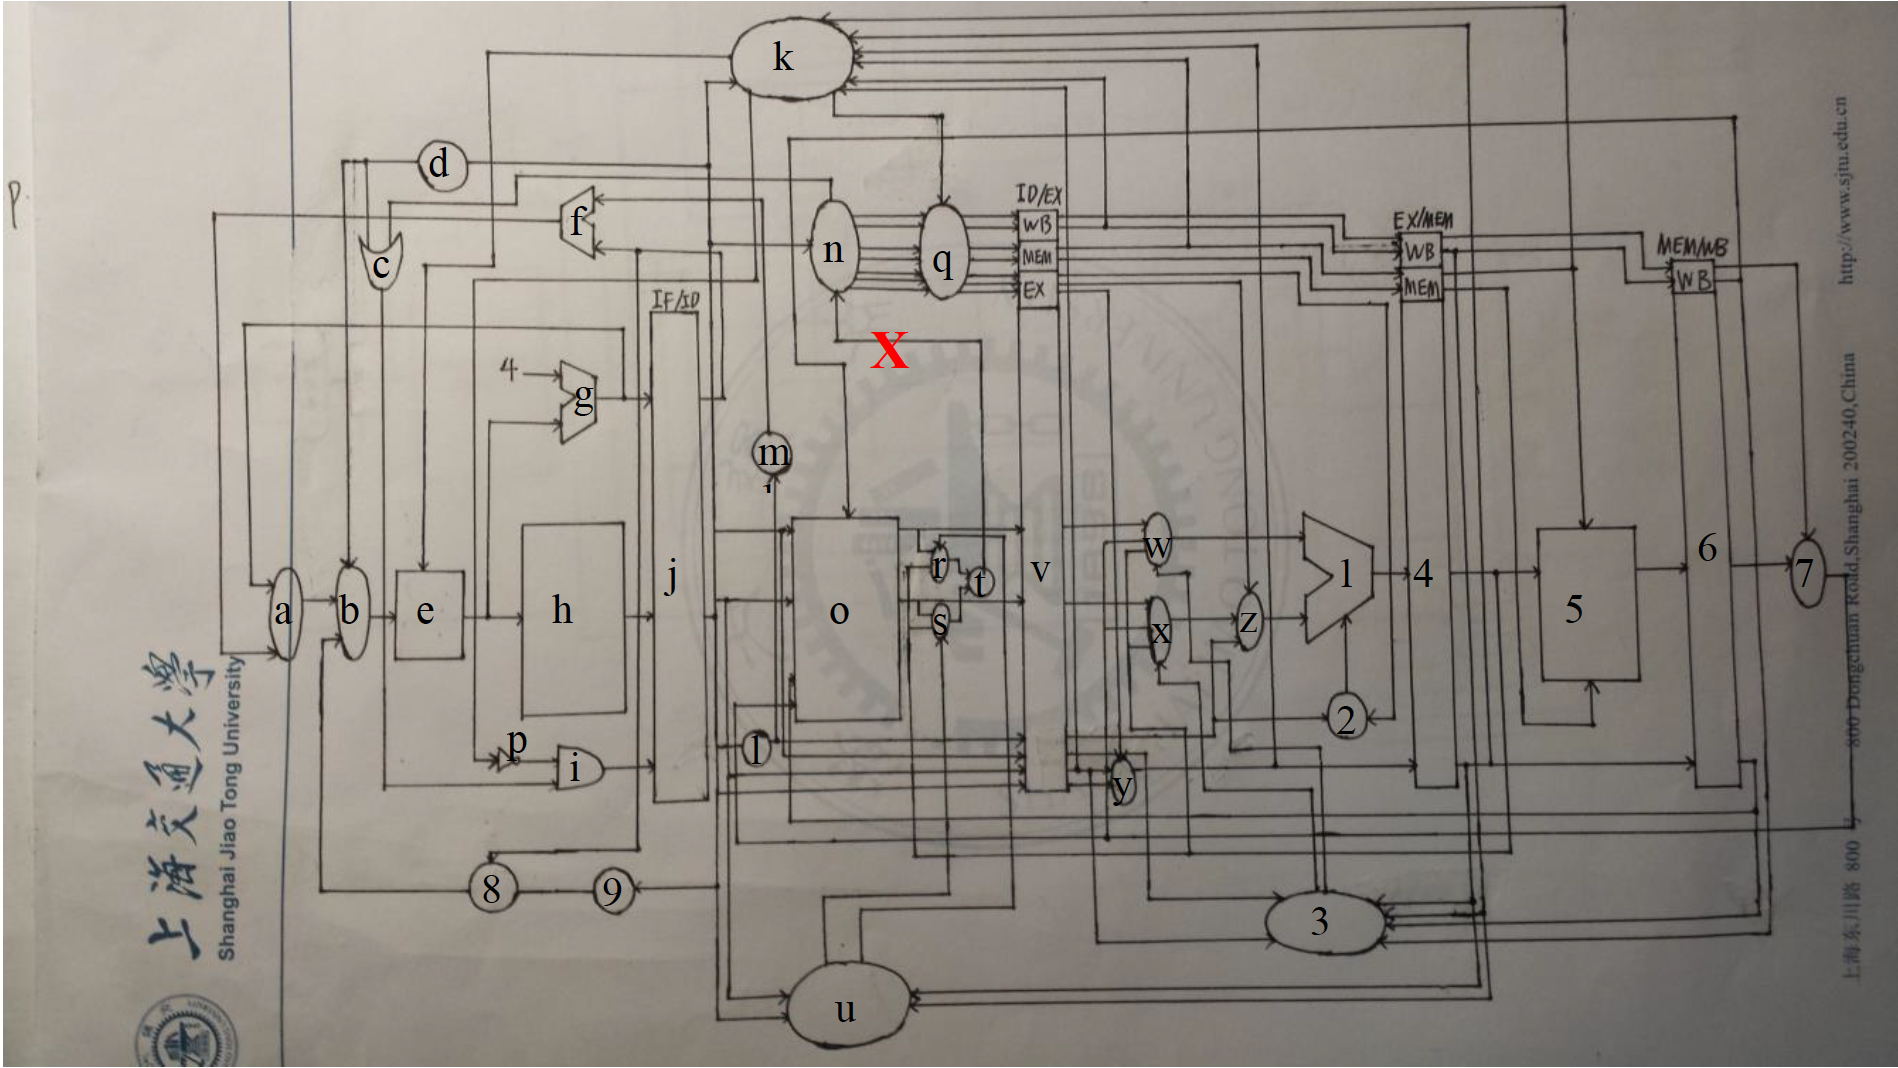 k
d
ID/EX
f
n
q
WB
MEM
EX
EX/MEM
WB
MEM
MEM/WB
WB
c
IF/ID
X
4
g
m
a
b
e
h
j
o
r
t
s
v
w
x
z
1
4
5
6
7
p
i
l
y
2
8
9
3
u
上海交通大学
Shanghai Jiao Tong University
http://www.sjtu.edu.cn
800 Dongchuan Road,Shanghai 200240,China
上海东川路 800